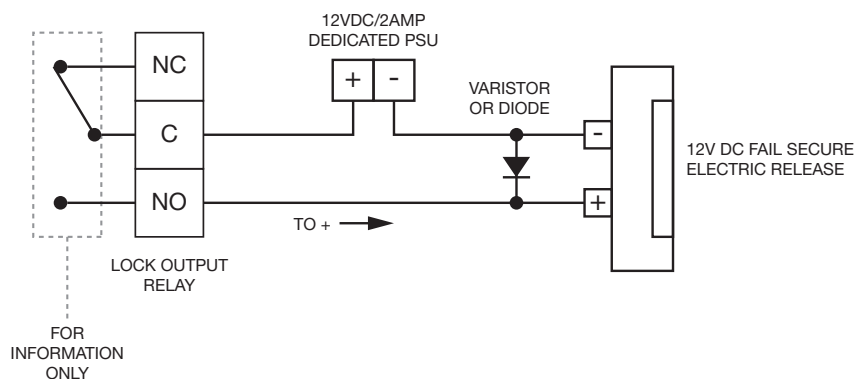 12VDC/2AMP
DEDICATED PSU
NC
+ -
VARISTOR
OR DIODE
C
-
12V DC FAIL SECURE
ELECTRIC RELEASE
NO
+
TO +
LOCK OUTPUT
RELAY
FOR
INFORMATION
ONLY